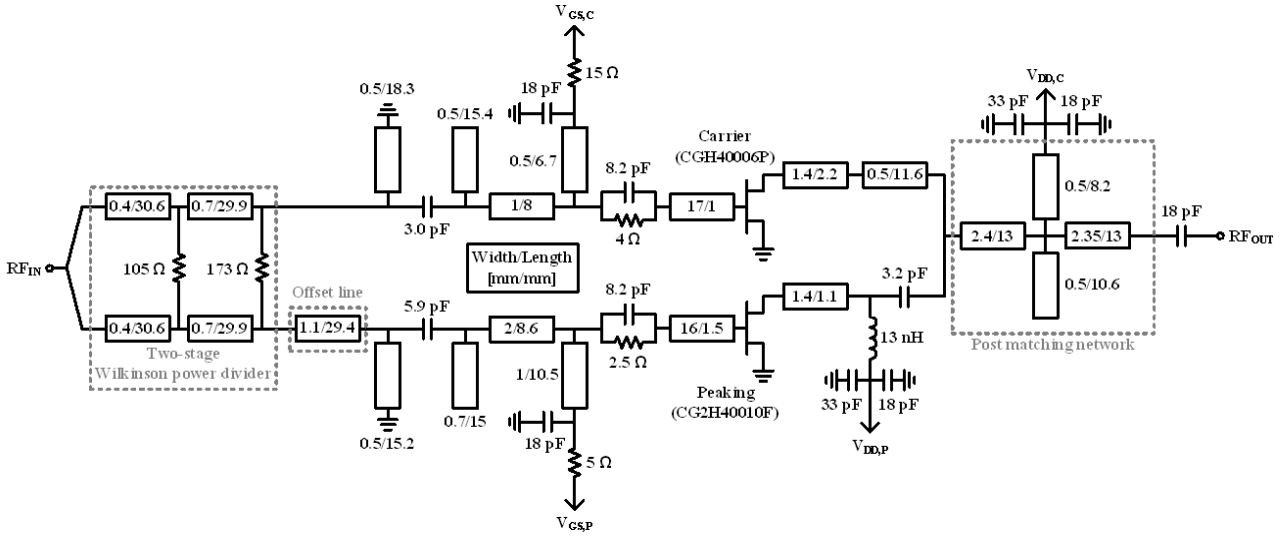 V_GS,C
15 Ω
18 pF
0.5/18.3
0.5/15.4
0.5/6.7
Carrier
(CGH40006P)
8.2 pF
4 Ω
17/1
1.4/2.2
0.5/11.6
V_DD,C
33 pF
18 pF
0.5/8.2
0.4/30.6
0.7/29.9
3.0 pF
1/8
2.4/13
2.35/13
18 pF
RF_OUT
RF_IN
105 Ω
173 Ω
Width/Length
[mm/mm]
0.5/10.6
Offset line
5.9 pF
8.2 pF
3.2 pF
0.4/30.6
0.7/29.9
1.1/29.4
2/8.6
2.5 Ω
16/1.5
1.4/1.1
13 nH
Post matching network
Two-stage
Wilkinson power divider
1/10.5
Peaking
(CG2H40010F)
33 pF
18 pF
0.5/15.2
0.7/15
18 pF
5 Ω
V_DD,P
V_GS,P